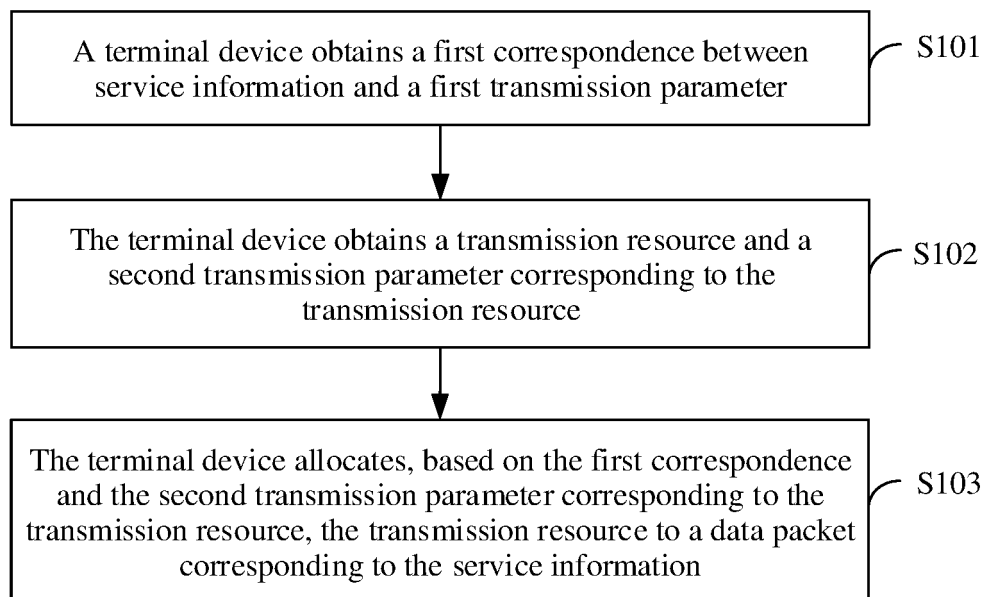 A terminal device obtains a first correspondence between
service information and a first transmission parameter
S101
The terminal device obtains a transmission resource and a
second transmission parameter corresponding to the
transmission resource
S102
The terminal device allocates, based on the first correspondence
and the second transmission parameter corresponding to the
transmission resource, the transmission resource to a data packet
corresponding to the service information
S103